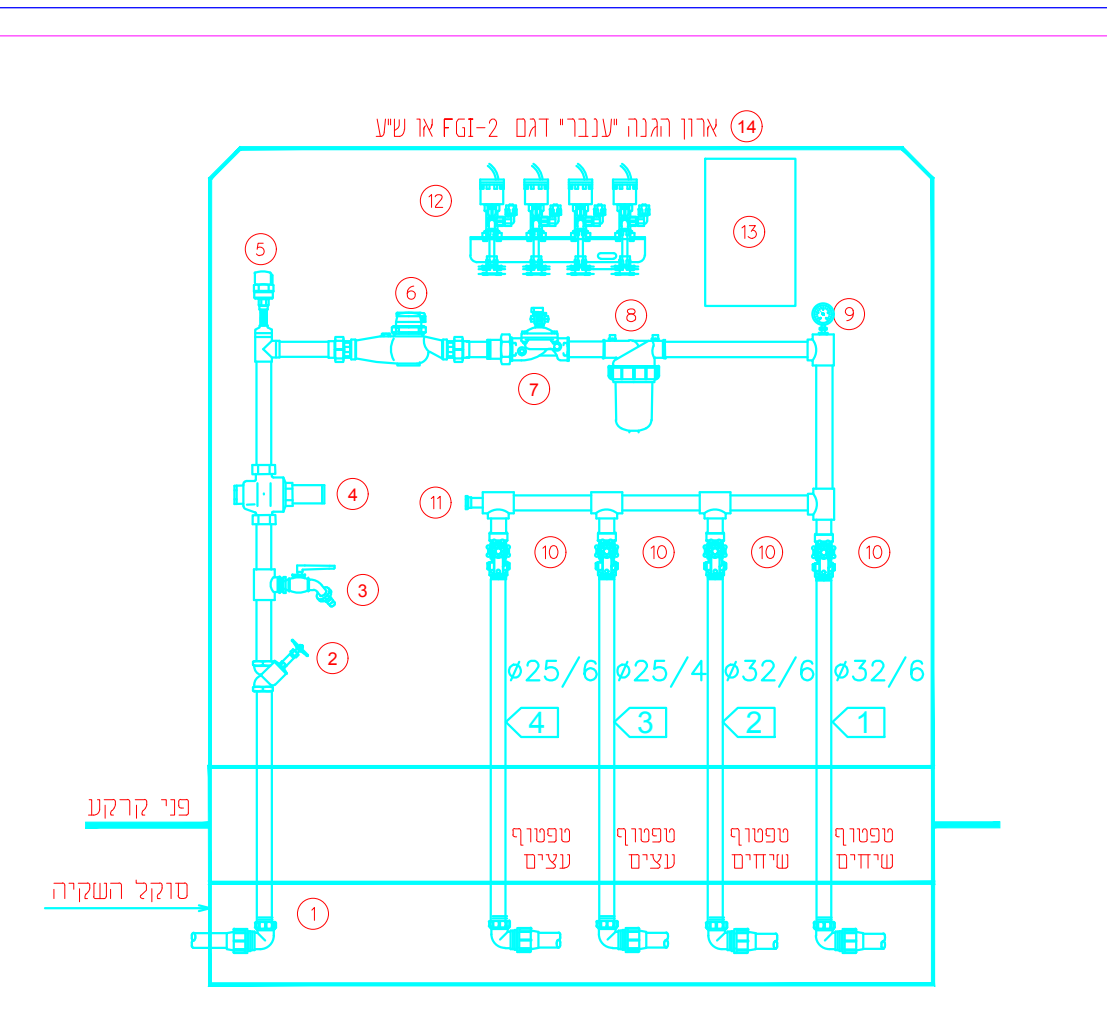 ארון הגנה "ענבר" דגם FGI-2 או ש"ע 14
12
13
5
6
8
9
7
4
11
10 10 10 10
3
2
ø25/6 ø25/4 ø32/6 ø32/6
4 3 2 1
פני קרקע
טפטוף עצים
טפטוף עצים
טפטוף שיחים
טפטוף שיחים
סוקל השקיה
1